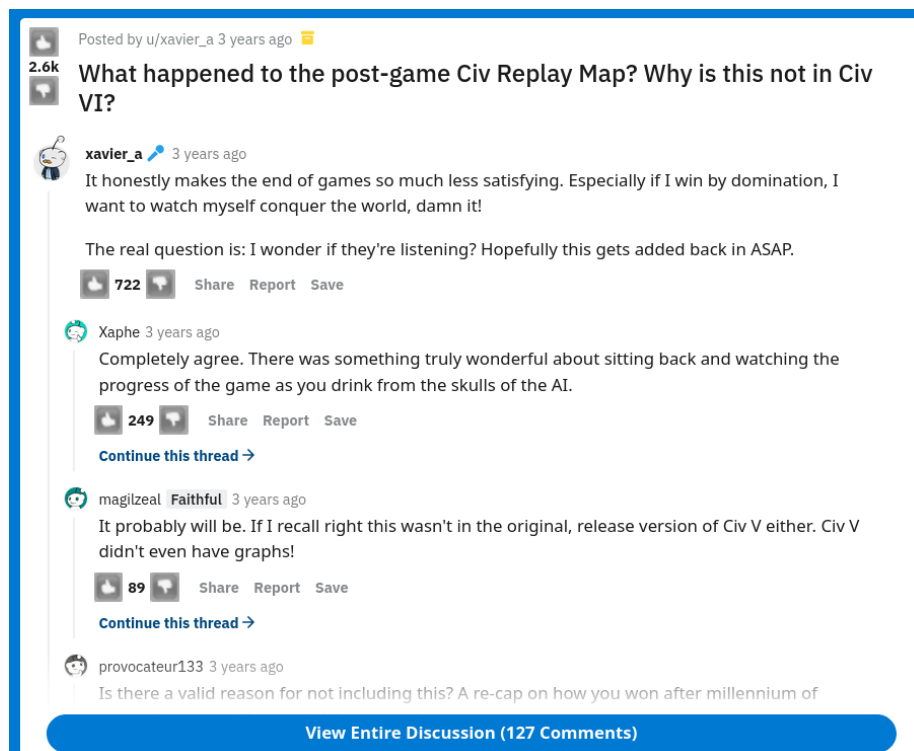 Posted by u/xavier_a 3 years ago
2.6k
What happened to the post-game Civ Replay Map? Why is this not in Civ
VI?
xavier_a 3 years ago
It honestly makes the end of games so much less satisfying. Especially if I win by domination, I
want to watch myself conquer the world, damn it!
The real question is: I wonder if they're listening? Hopefully this gets added back in ASAP.
722 Share Report Save
Xaphe 3 years ago
Completely agree. There was something truly wonderful about sitting back and watching the
progress of the game as you drink from the skulls of the AI.
249 Share Report Save
Continue this thread →
magilzeal Faithful 3 years ago
It probably will be. If I recall right this wasn't in the original, release version of Civ V either. Civ V
didn't even have graphs!
89 Share Report Save
Continue this thread →
provocateur133 3 years ago
Is there a valid reason for not including this? A re-cap on how you won after millennium of
View Entire Discussion (127 Comments)